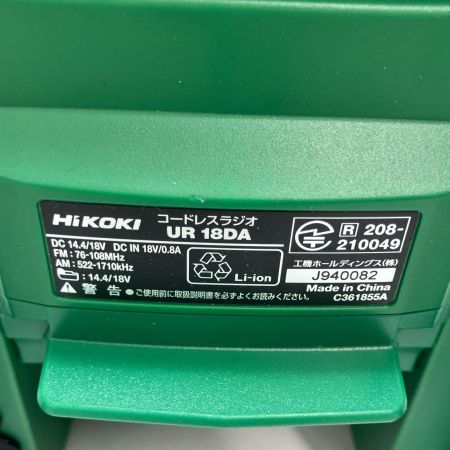 HiKOKI コードレスラジオ
UR 18DA
DC 14.4/18V DC IN 18V/0.8A
FM : 76-108MHz
AM : 522-1710kHz
: 14.4/18V
Li-ion
警告 ●ご使用前に取扱説明書を必ずよくお読みください。
R 208-
210049
工機ホールディングス(株)
J940082
Made in China
C361855A